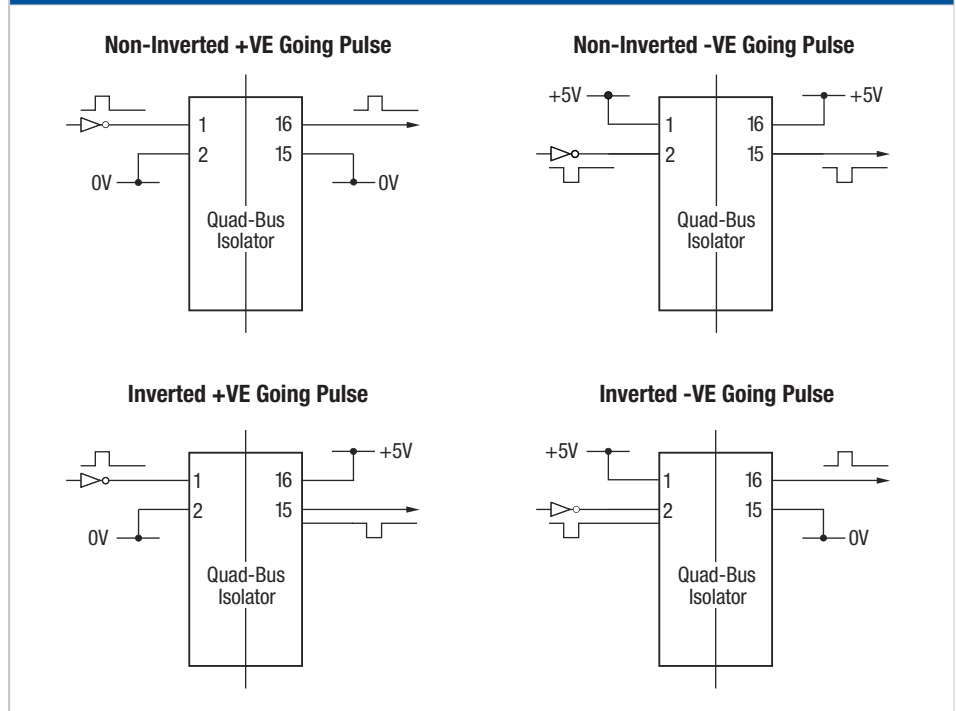 Non-Inverted +VE Going Pulse
1
16
2
15
0V
0V
Quad-Bus
Isolator
Non-Inverted -VE Going Pulse
+5V
+5V
1
16
2
15
Quad-Bus
Isolator
Inverted +VE Going Pulse
+5V
1
16
2
15
0V
Quad-Bus
Isolator
Inverted -VE Going Pulse
+5V
1
16
2
15
0V
Quad-Bus
Isolator